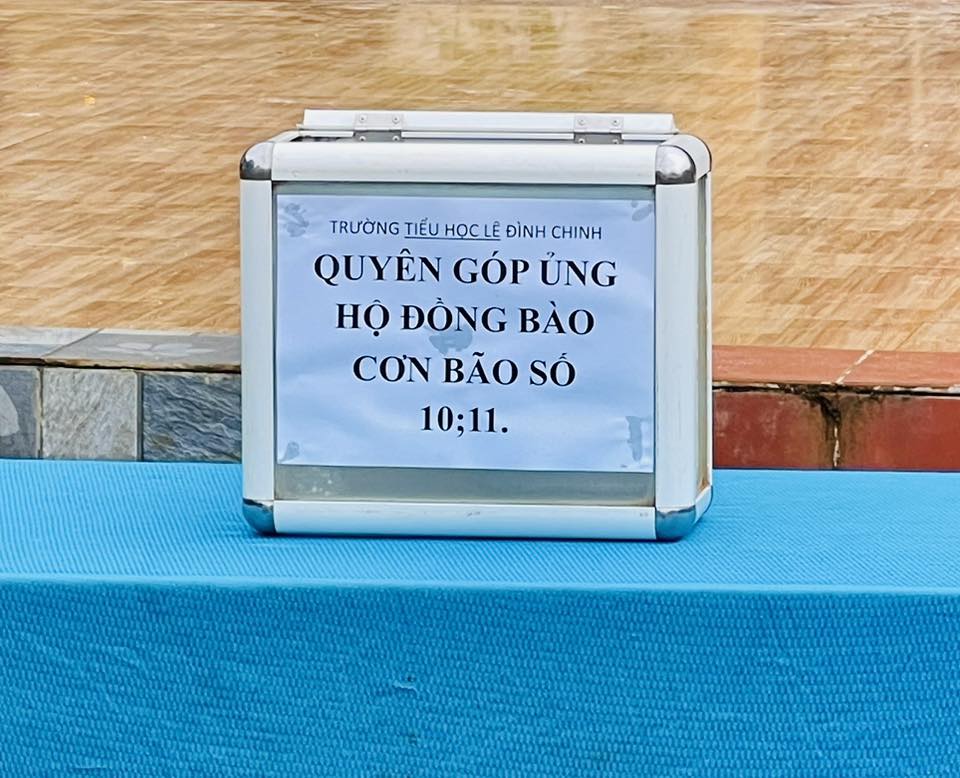 TRƯỜNG TIỂU HỌC LÊ ĐÌNH CHINH
QUYÊN GÓP ỦNG
HỘ ĐỒNG BÀO
CƠN BÃO SỐ
10;11.